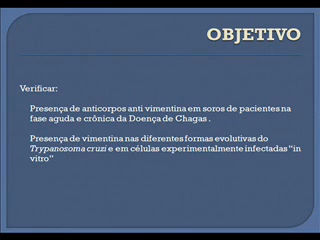 OBJETIVO
Verificar:
Presença de anticorpos anti vimentina em soros de pacientes na
fase aguda e crônica da Doença de Chagas .
Presença de vimentina nas diferentes formas evolutivas do
Trypanosoma cruzi e em células experimentalmente infectadas “in
vitro”